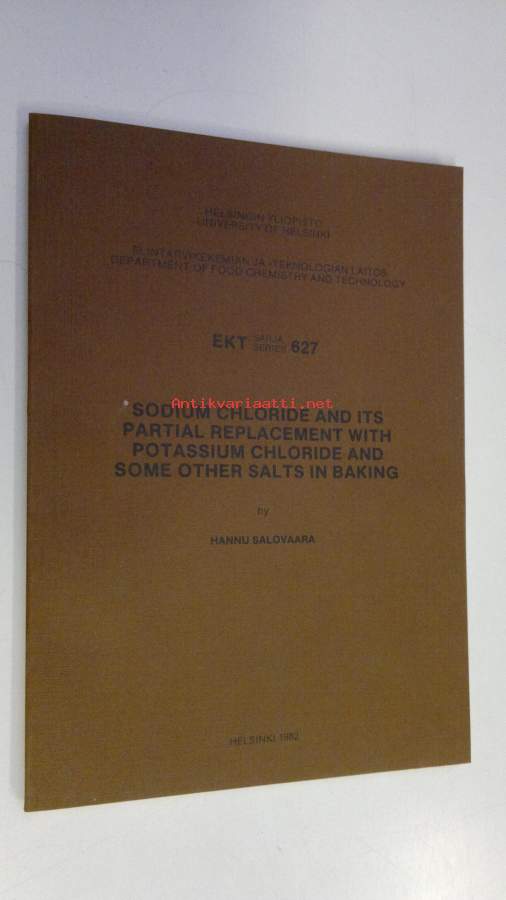 HELSINGIN YLIOPISTO
UNIVERSITY OF HELSINKI
ELINTARVIKEKEMIAN JA -TEKNOLOGIAN LAITOS
DEPARTMENT OF FOOD CHEMISTRY AND TECHNOLOGY
EKT SARJA SERIES 627
Antikvariaatti.net
SODIUM CHLORIDE AND ITS
PARTIAL REPLACEMENT WITH
POTASSIUM CHLORIDE AND
SOME OTHER SALTS IN BAKING
by
HANNU SALOVAARA
HELSINKI 1982